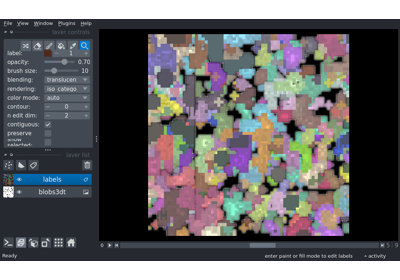 File View Window Plugins Help
layer controls
label: 1
opacity: 0.70
brush size: 10
blending: translucen
rendering: iso_catego
color mode: auto
contour: 0
n edit dim: 2
contiguous:
preserve
selected:
layer list
labels
blobs3dt
Ready
enter paint or fill mode to edit labels
activity